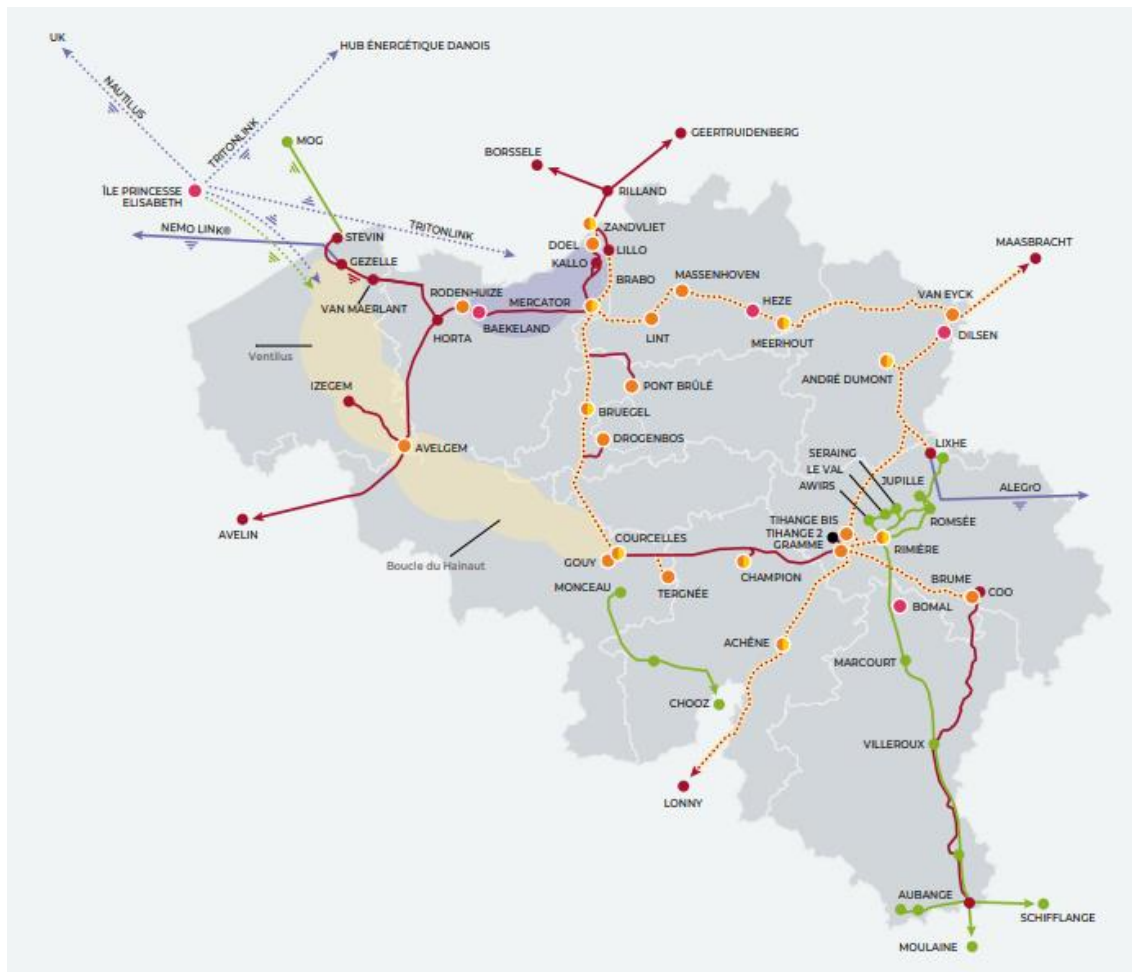 UK
HUB ÉNERGÉTIQUE DANOIS
NAUTILUS
TRITONLINK
MOG
GEERTRUIDENBERG
BORSSELE
RILLAND
ÎLE PRINCESSE
ELISABETH
ZANDVLIET
TRITONLINK
NEMO LINK®
STEVIN
DOEL
LILLO
MAASBRACHT
GEZELLE
KALLO
BRABO
MASSENHOVEN
RODENHUIZE
MERCATOR
HEZE
VAN EYCK
VAN MAERLANT
BAEKELAND
HORTA
LINT
MEERHOUT
DILSEN
Ventilus
ANDRÉ DUMONT
IZEGEM
PONT BRÛLÉ
BRUEGEL
DROGENBOS
AVELGEM
LIXHE
SERAING
LE VAL
JUPILLE
AWIRS
ALEGrO
TIHANGE BIS
ROMSÉE
AVELIN
TIHANGE 2
COURCELLES
GRAMME
RIMIÈRE
Boucle du Hainaut
GOUY
CHAMPION
BRUME
MONCEAU
TERGNÉE
COO
BOMAL
ACHÊNE
MARCOURT
CHOOZ
VILLEROUX
LONNY
AUBANGE
SCHIFFLANGE
MOULAINE